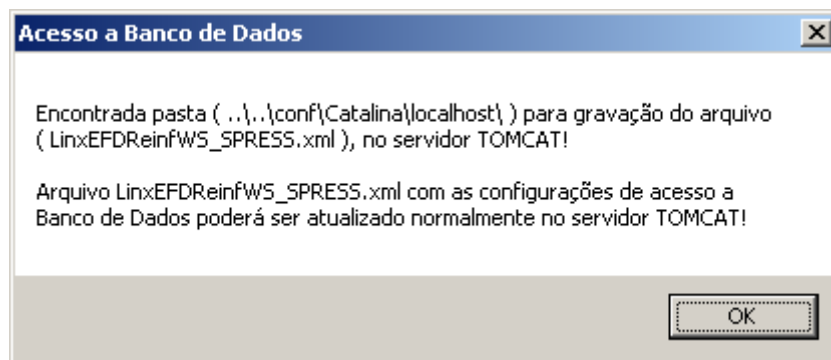 Acesso a Banco de Dados
Encontrada pasta ( ..\..\conf\Catalina\localhost\ ) para gravação do arquivo
( LinxEFDReinfWS_SPRESS.xml ), no servidor TOMCAT!
Arquivo LinxEFDReinfWS_SPRESS.xml com as configurações de acesso a
Banco de Dados poderá ser atualizado normalmente no servidor TOMCAT!
OK